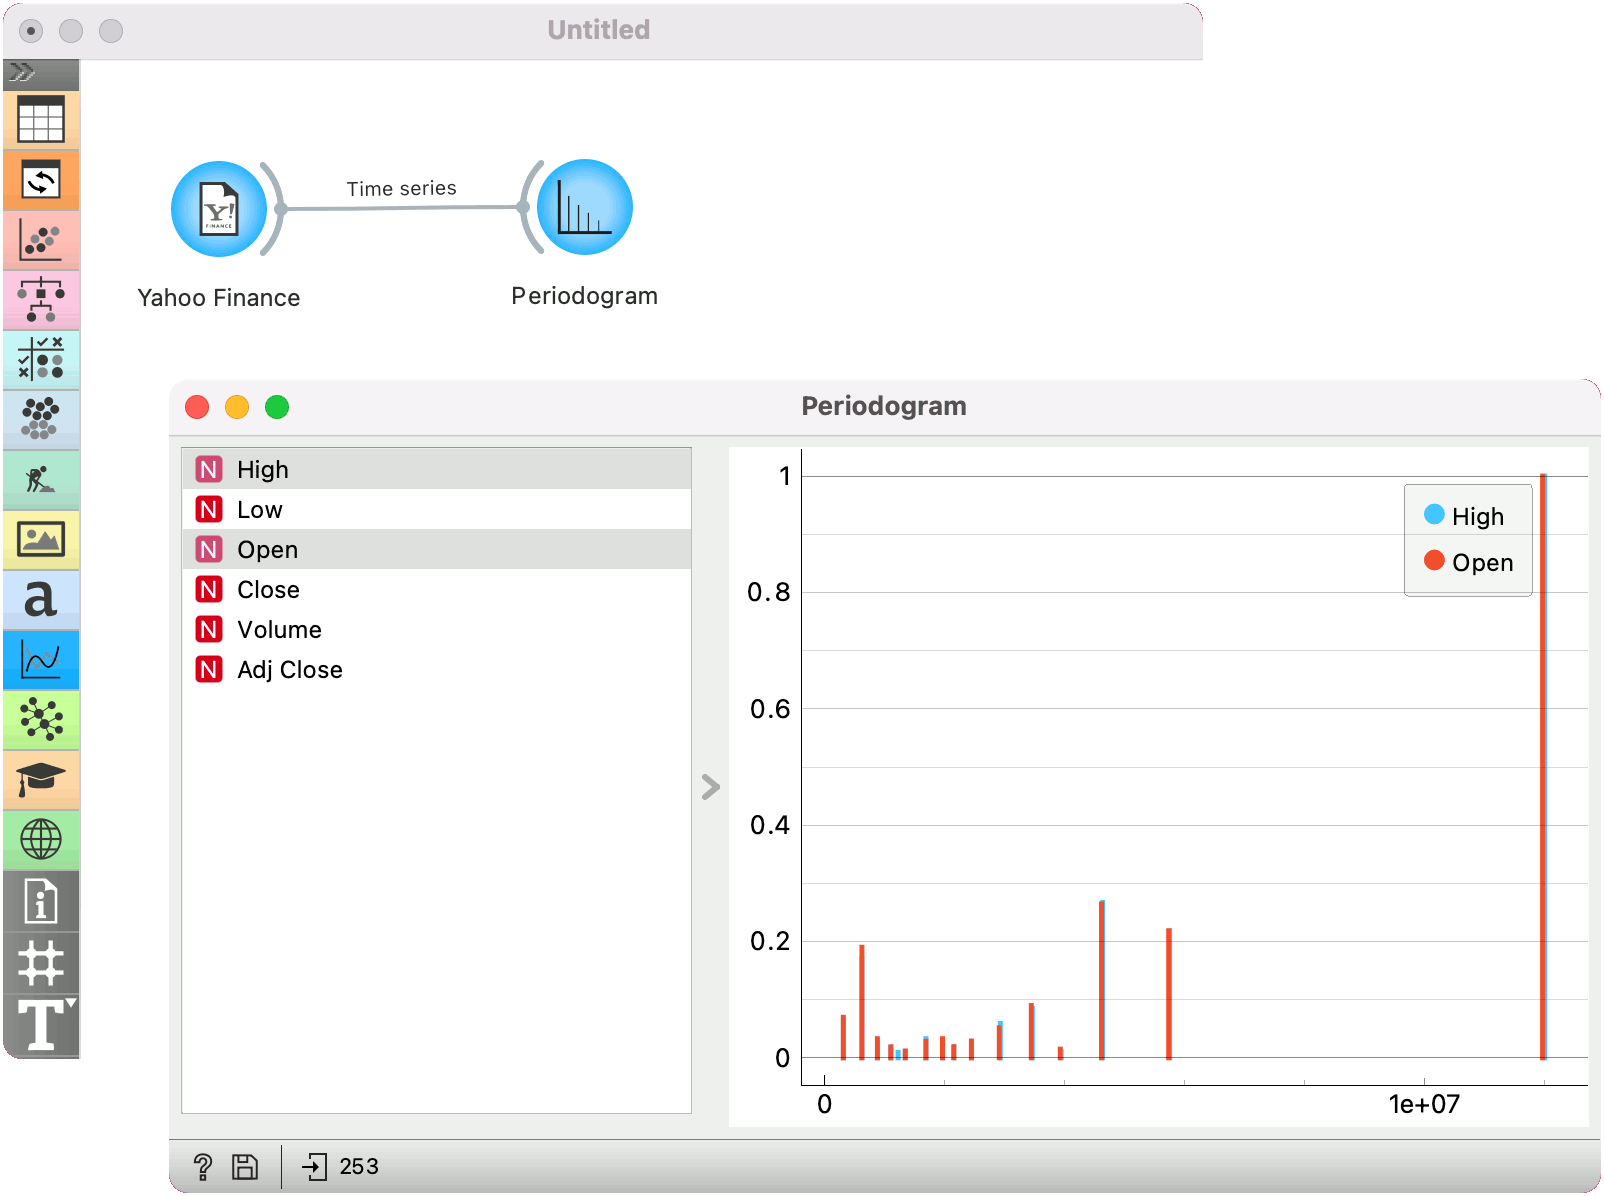 Untitled
Y!
FINANCE
Time series
Yahoo Finance
Periodogram
a
i
T
Periodogram
N High
N Low
N Open
N Close
N Volume
N Adj Close
1
0.8
0.6
0.4
0.2
0
0
1e+07
High
Open
? 253